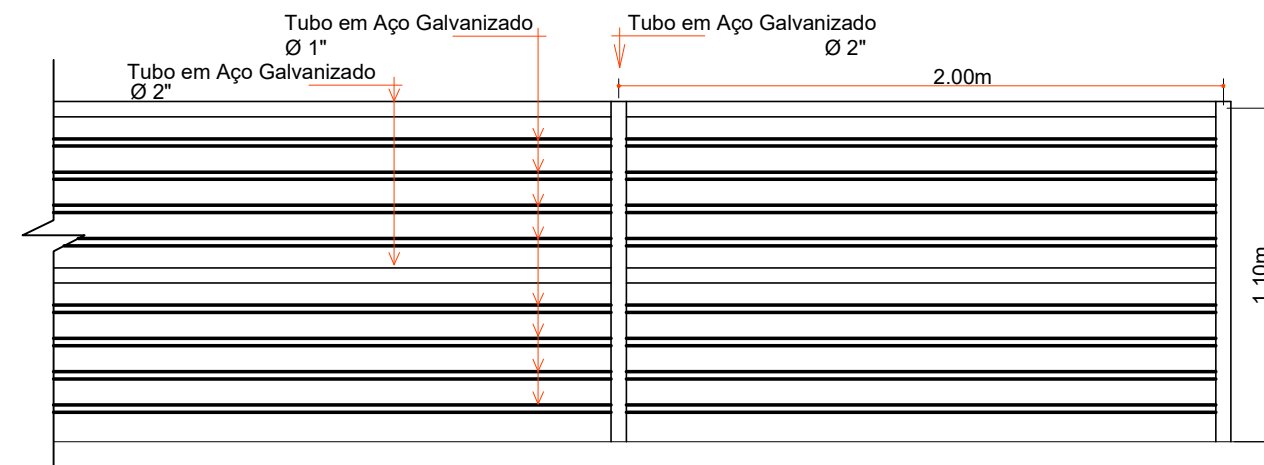 Tubo em Aço Galvanizado
Ø 1"
Tubo em Aço Galvanizado
Ø 2"
Tubo em Aço Galvanizado
Ø 2"
2.00m
1.10m